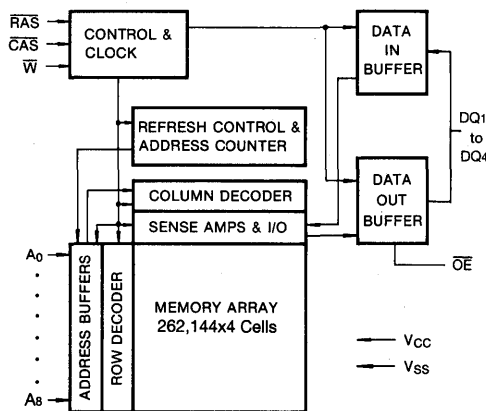 RAS
CAS
W
CONTROL &
CLOCK
DATA
IN
BUFFER
REFRESH CONTROL &
ADDRESS COUNTER
DQ1
to
DQ4
COLUMN DECODER
SENSE AMPS & I/O
DATA
OUT
BUFFER
OE
A0
A8
ADDRESS BUFFERS
ROW DECODER
MEMORY ARRAY
262,144x4 Cells
VCC
VSS